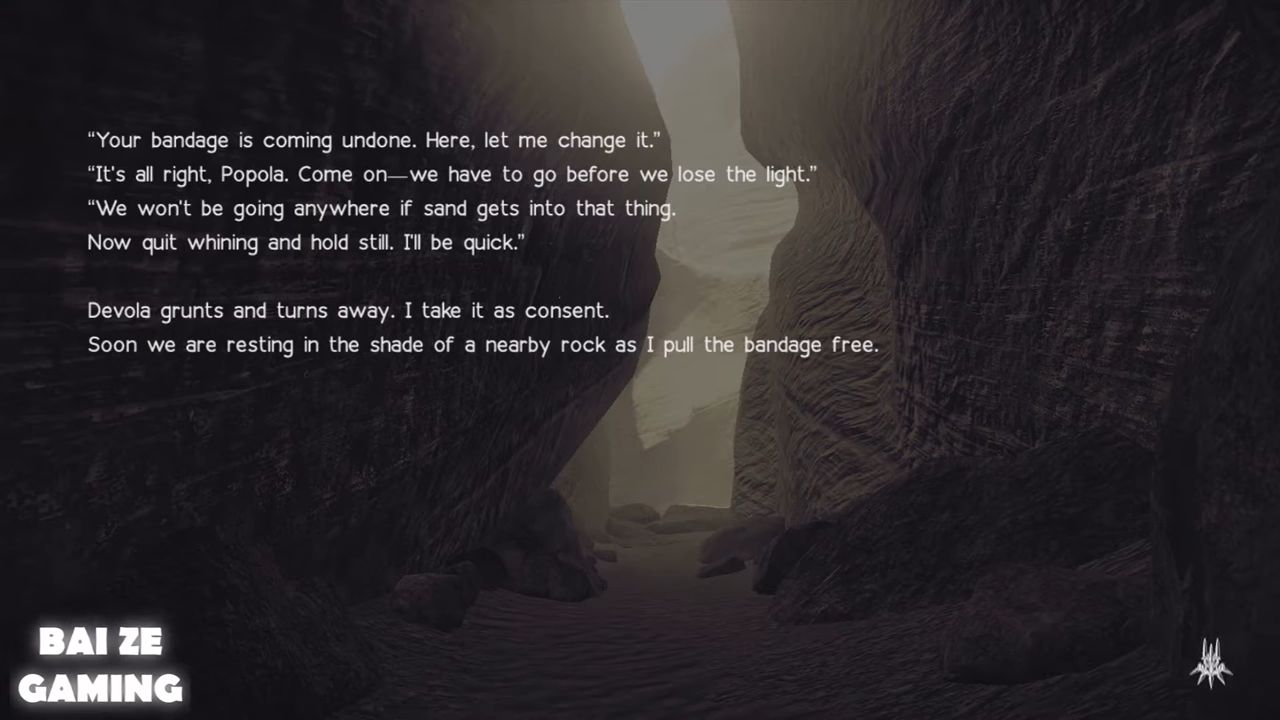 “Your bandage is coming undone. Here, let me change it.”
“It's all right, Popola. Come on—we have to go before we lose the light.”
“We won't be going anywhere if sand gets into that thing.
Now quit whining and hold still. I'll be quick.”
Devola grunts and turns away. I take it as consent.
Soon we are resting in the shade of a nearby rock as I pull the bandage free.
BAI ZE
GAMING